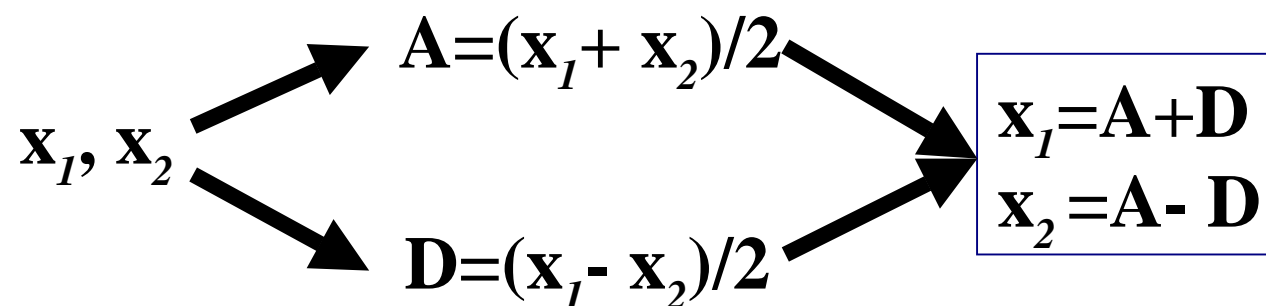 x₁, x₂
A=(x₁+ x₂)/2
D=(x₁- x₂)/2
x₁=A+D
x₂=A- D